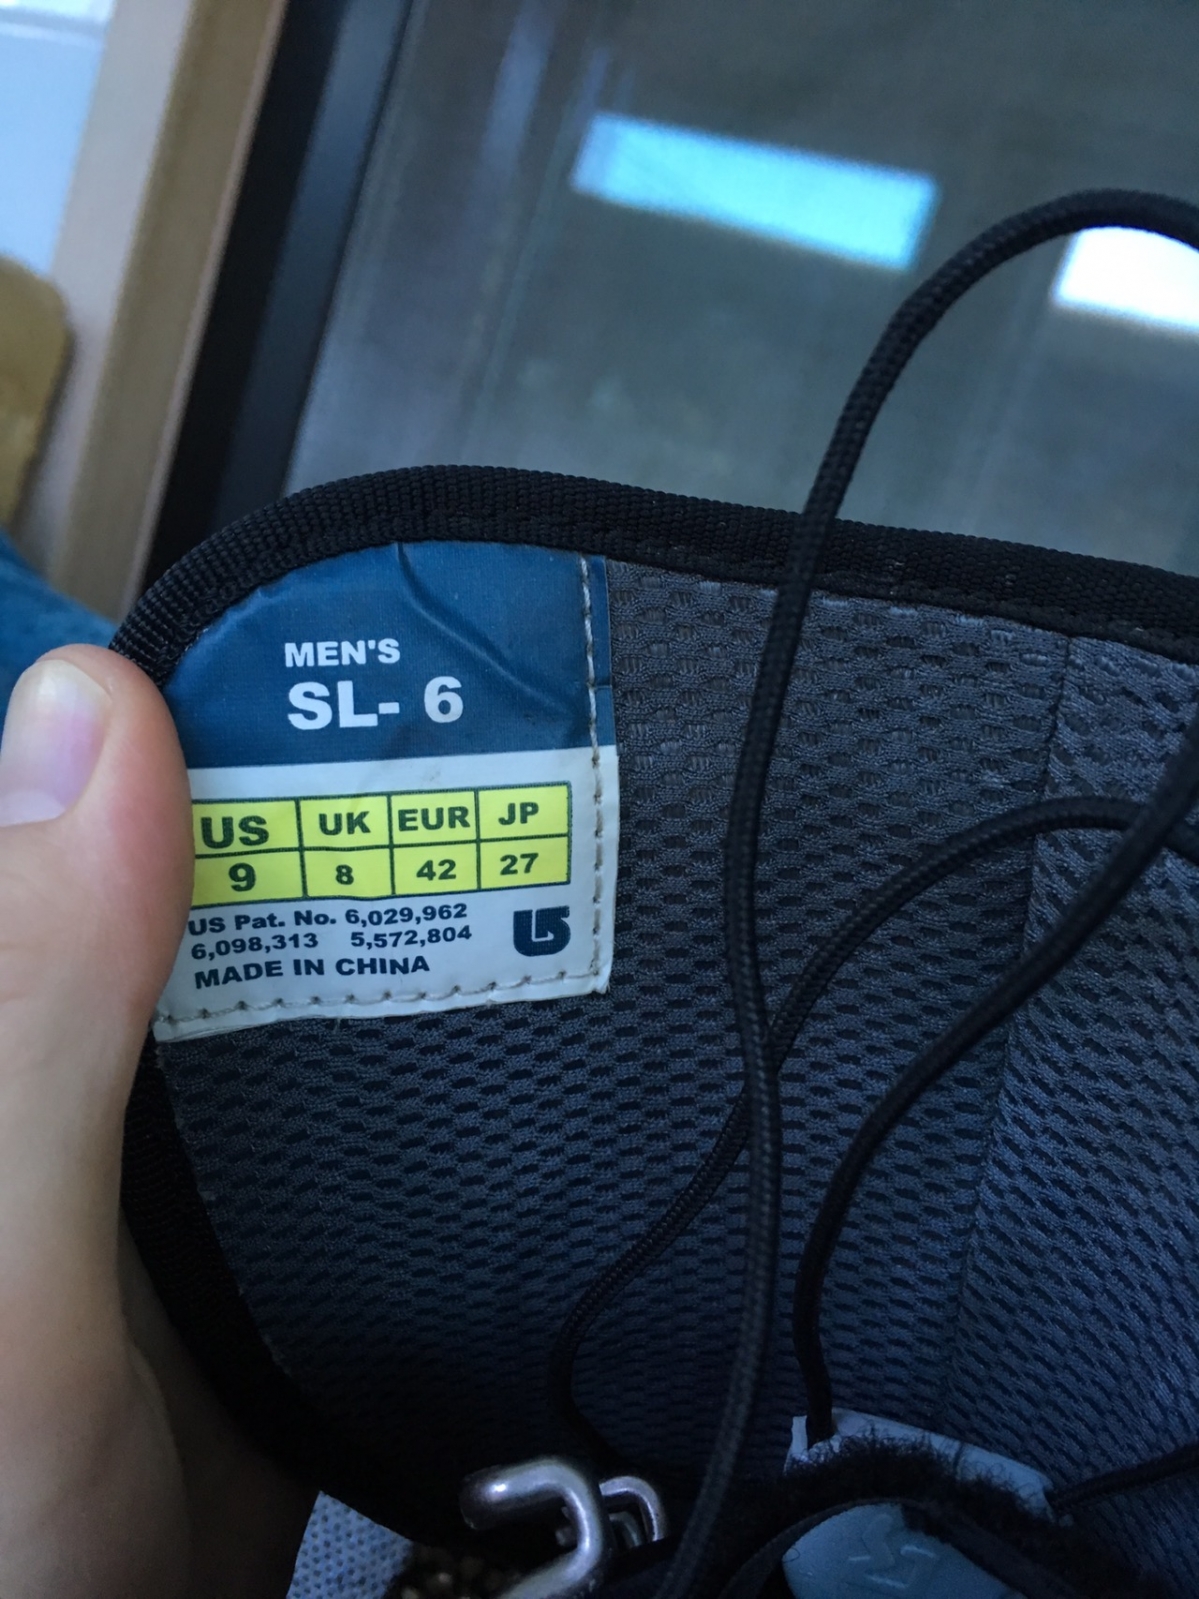 MEN'S
SL- 6
US UK EUR JP
9 8 42 27
US Pat. No. 6,029,962
6,098,313 5,572,804
MADE IN CHINA